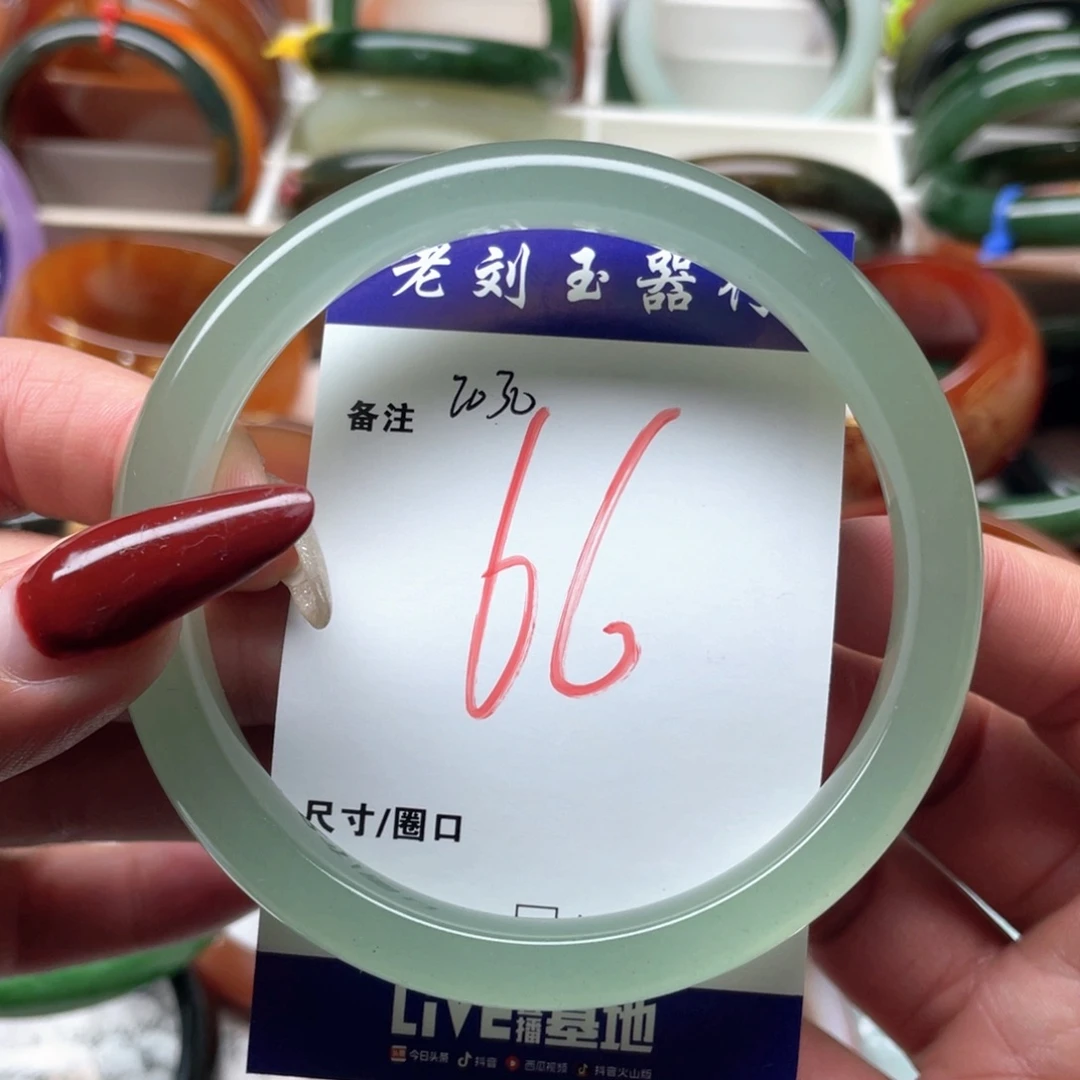 老刘玉器行
备注 2030
66
尺寸/圈口
LIVE直播基地
今日头条 抖音 西瓜视频 抖音火山版